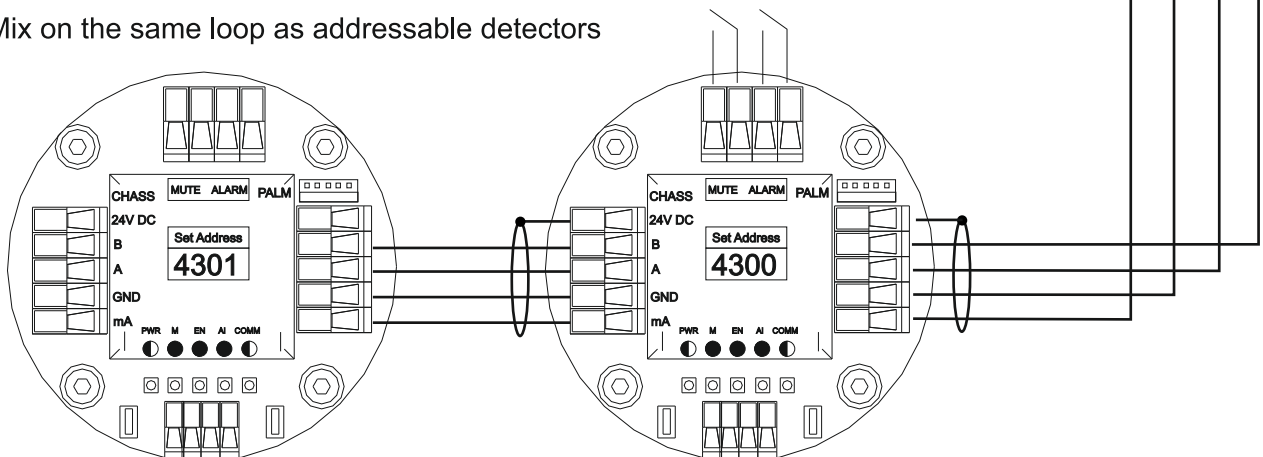 Mix on the same loop as addressable detectors
CHASS
MUTE ALARM
PALM
24V DC
Set Address
B
4301
A
GND
mA
PWR M EN AI COMM
CHASS
MUTE ALARM
PALM
24V DC
Set Address
B
4300
A
GND
mA
PWR M EN AI COMM